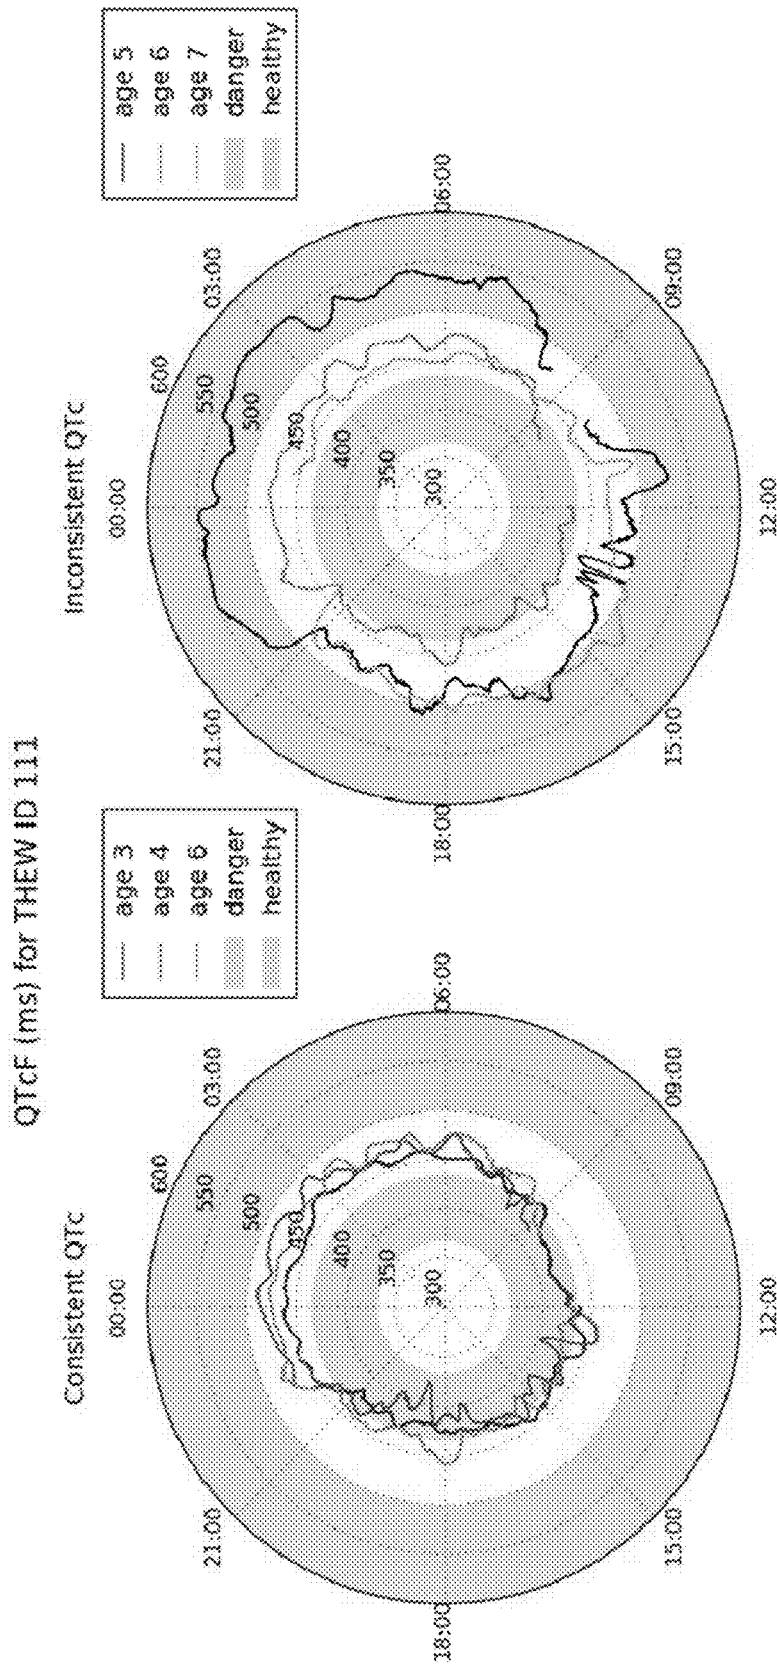 QTcF (ms) for THEW ID 111
Consistent QTc
00:00
03:00
06:00
09:00
12:00
15:00
18:00
21:00
600
550
500
450
400
350
300
age 3
age 4
age 6
danger
healthy
Inconsistent QTc
00:00
03:00
06:00
09:00
12:00
15:00
18:00
21:00
600
550
500
450
400
350
300
age 5
age 6
age 7
danger
healthy